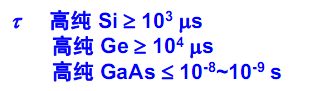 τ 高纯 Si ≥ 10³ μs
高纯 Ge ≥ 10⁴ μs
高纯 GaAs ≤ 10⁻⁸~10⁻⁹ s